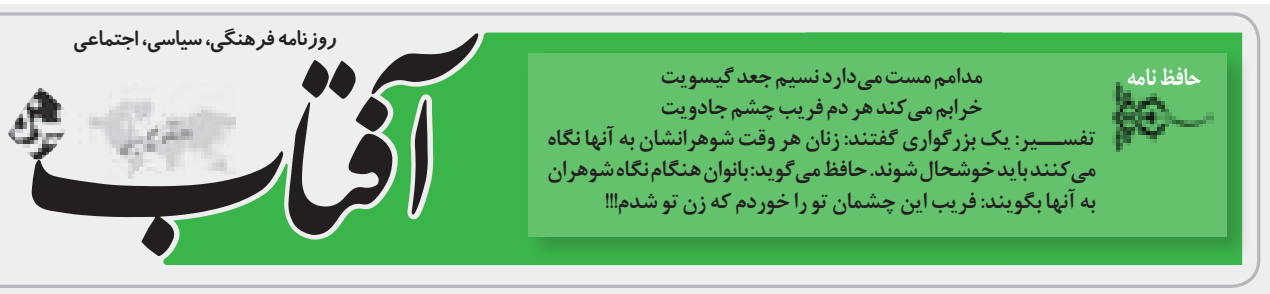 حافظ نامه
مدامم مست می‌دارد نسیم جعد گیسویت
خرابم می‌کند هر دم فریب چشم جادویت
تفســـیر: یک بزرگواری گفتند: زنان هر وقت شوهرانشان به آنها نگاه
می‌کنند باید خوشحال شوند. حافظ می‌گوید: بانوان هنگام نگاه شوهران
به آنها بگویند: فریب این چشمان تو را خوردم که زن تو شدم!!!
روزنامه فرهنگی، سیاسی، اجتماعی
آفتاب